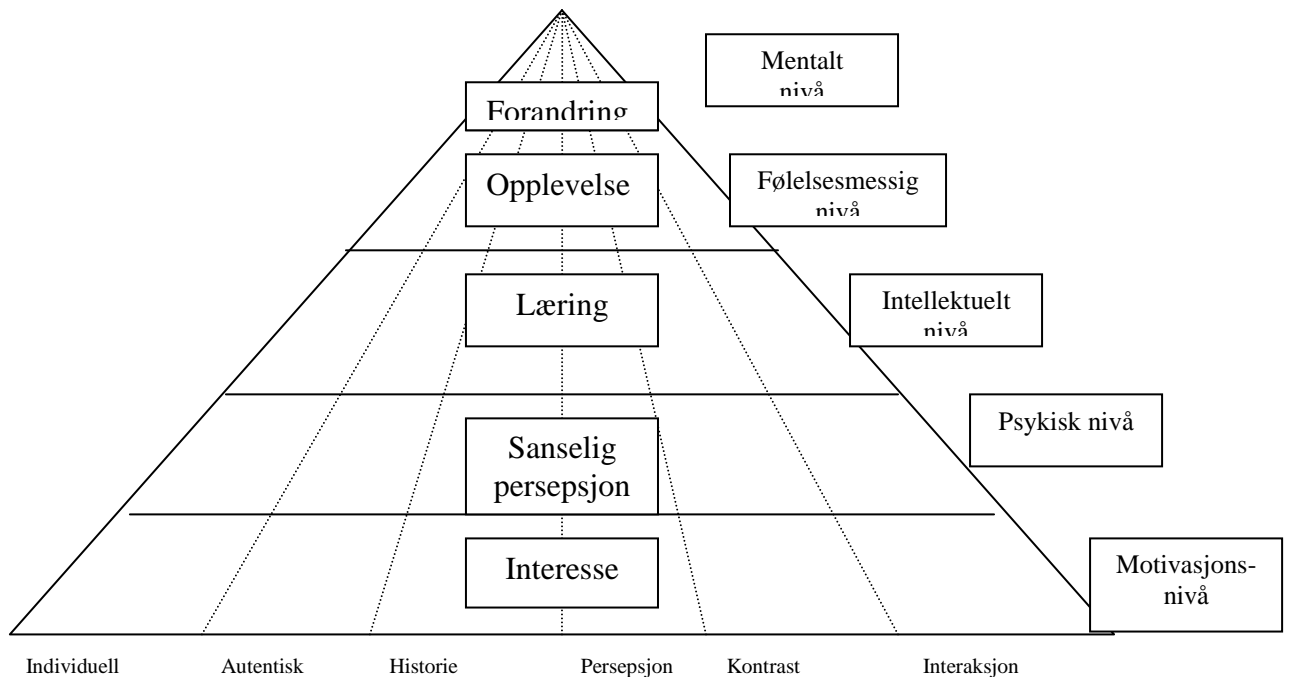 Mentalt
nivå
Forandring
Opplevelse
Følelsesmessig
nivå
Læring
Intellektuelt
nivå
Psykisk nivå
Sanselig
persepsjon
Interesse
Motivasjons-
nivå
Individuell Autentisk Historie Persepsjon Kontrast Interaksjon